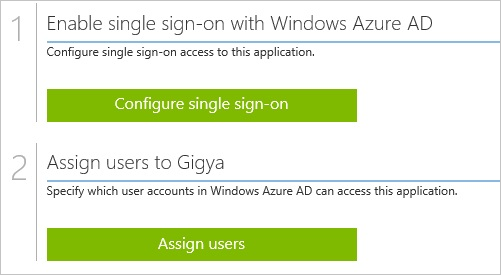 1
Enable single sign-on with Windows Azure AD
Configure single sign-on access to this application.
Configure single sign-on
2
Assign users to Gigya
Specify which user accounts in Windows Azure AD can access this application.
Assign users